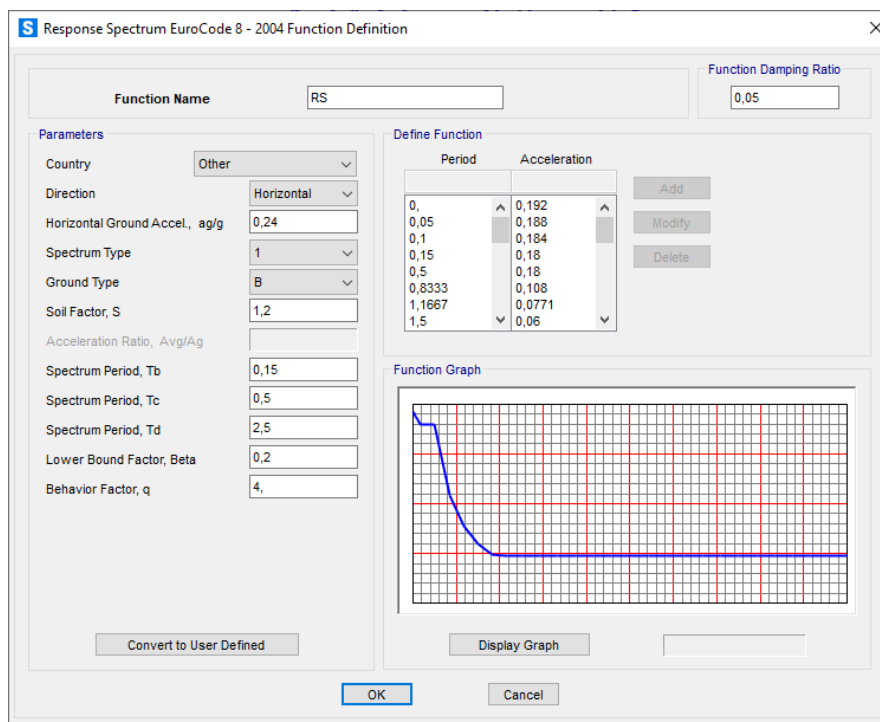 S Response Spectrum EuroCode 8 - 2004 Function Definition
Function Damping Ratio
Function Name RS 0,05
Parameters
Country Other
Direction Horizontal
Horizontal Ground Accel., ag/g 0,24
Spectrum Type 1
Ground Type B
Soil Factor, S 1,2
Acceleration Ratio, Avg/Ag
Spectrum Period, Tb 0,15
Spectrum Period, Tc 0,5
Spectrum Period, Td 2,5
Lower Bound Factor, Beta 0,2
Behavior Factor, q 4,
Convert to User Defined
Define Function
Period Acceleration
0, 0,192
0,05 0,188
0,1 0,184
0,15 0,18
0,5 0,18
0,8333 0,108
1,1667 0,0771
1,5 0,06
Add
Modify
Delete
Function Graph
Display Graph
OK Cancel